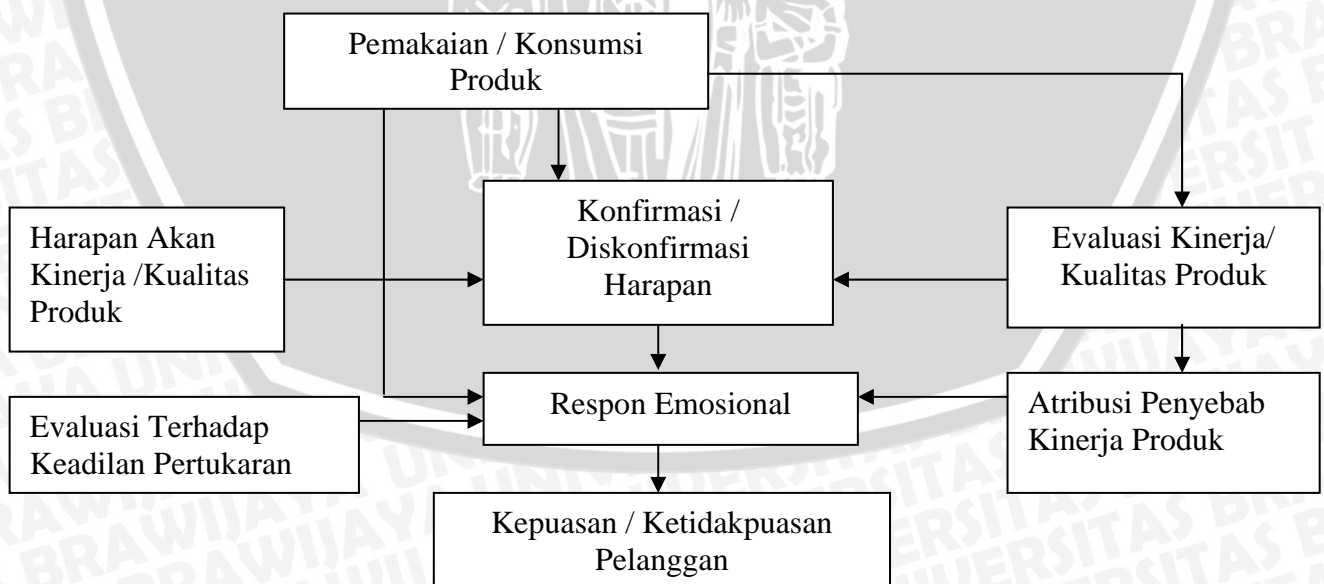 Pemakaian / Konsumsi
Produk
Harapan Akan
Kinerja /Kualitas
Produk
Konfirmasi /
Diskonfirmasi
Harapan
Evaluasi Kinerja/
Kualitas Produk
Evaluasi Terhadap
Keadilan Pertukaran
Respon Emosional
Atribusi Penyebab
Kinerja Produk
Kepuasan / Ketidakpuasan
Pelanggan